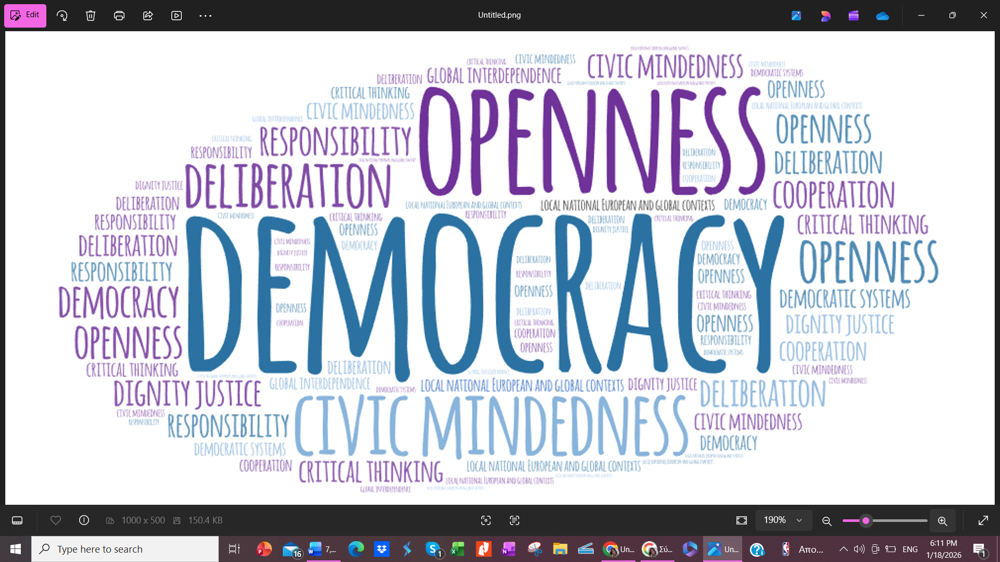 Edit
Untitled.png
CRITICAL THINKING
CIVIC MINDEDNESS
CIVIC MINDEDNESS
CIVIC MINDEDNESS
DELIBERATION
GLOBAL INTERDEPENDENCE
DEMOCRATIC SYSTEMS
CRITICAL THINKING
OPENNESS
OPENNESS
CIVIC MINDEDNESS
LOCAL NATIONAL EUROPEAN AND GLOBAL CONTEXTS
GLOBAL INTERDEPENDENCE
RESPONSIBILITY
OPENNESS
CRITICAL THINKING
RESPONSIBILITY
DELIBERATION
DELIBERATION
RESPONSIBILITY
COOPERATION
DELIBERATION
DIGNITY JUSTICE
COOPERATION
DELIBERATION
LOCAL NATIONAL EUROPEAN AND GLOBAL CONTEXTS
LOCAL NATIONAL EUROPEAN AND GLOBAL CONTEXTS
DEMOCRACY
RESPONSIBILITY
CIVIC MINDEDNESS
CRITICAL THINKING
RESPONSIBILITY
DELIBERATION
CRITICAL THINKING
CRITICAL THINKING
DEMOCRACY
OPENNESS
DIGNITY JUSTICE
DELIBERATION
CIVIC MINDEDNESS
DEMOCRACY
OPENNESS
OPENNESS
DIGNITY JUSTICE
DELIBERATION
DEMOCRACY
RESPONSIBILITY
RESPONSIBILITY
RESPONSIBILITY
OPENNESS
DEMOCRACY
OPENNESS
DELIBERATION
CRITICAL THINKING
DEMOCRATIC SYSTEMS
OPENNESS
DELIBERATION
CIVIC MINDEDNESS
COOPERATION
CRITICAL THINKING
OPENNESS
DIGNITY JUSTICE
OPENNESS
COOPERATION
RESPONSIBILITY
OPENNESS
DEMOCRATIC SYSTEMS
COOPERATION
CRITICAL THINKING
DELIBERATION
GLOBAL INTERDEPENDENCE
CIVIC MINDEDNESS
DIGNITY JUSTICE
GLOBAL INTERDEPENDENCE
DEMOCRATIC SYSTEMS
LOCAL NATIONAL EUROPEAN AND GLOBAL CONTEXTS
DIGNITY JUSTICE
DELIBERATION
CIVIC MINDEDNESS
CIVIC MINDEDNESS
RESPONSIBILITY
RESPONSIBILITY
CIVIC MINDEDNESS
CIVIC MINDEDNESS
DEMOCRATIC SYSTEMS
DEMOCRACY
COOPERATION
CRITICAL THINKING
LOCAL NATIONAL EUROPEAN AND GLOBAL CONTEXTS
LOCAL NATIONAL EUROPEAN AND GLOBAL CONTEXTS
GLOBAL INTERDEPENDENCE
1000 x 500
150.4 KB
190%
Type here to search
16
7,...
1
Un...
Σύ...
Un...
Απο...
ENG
6:11 PM
1/18/2026
1